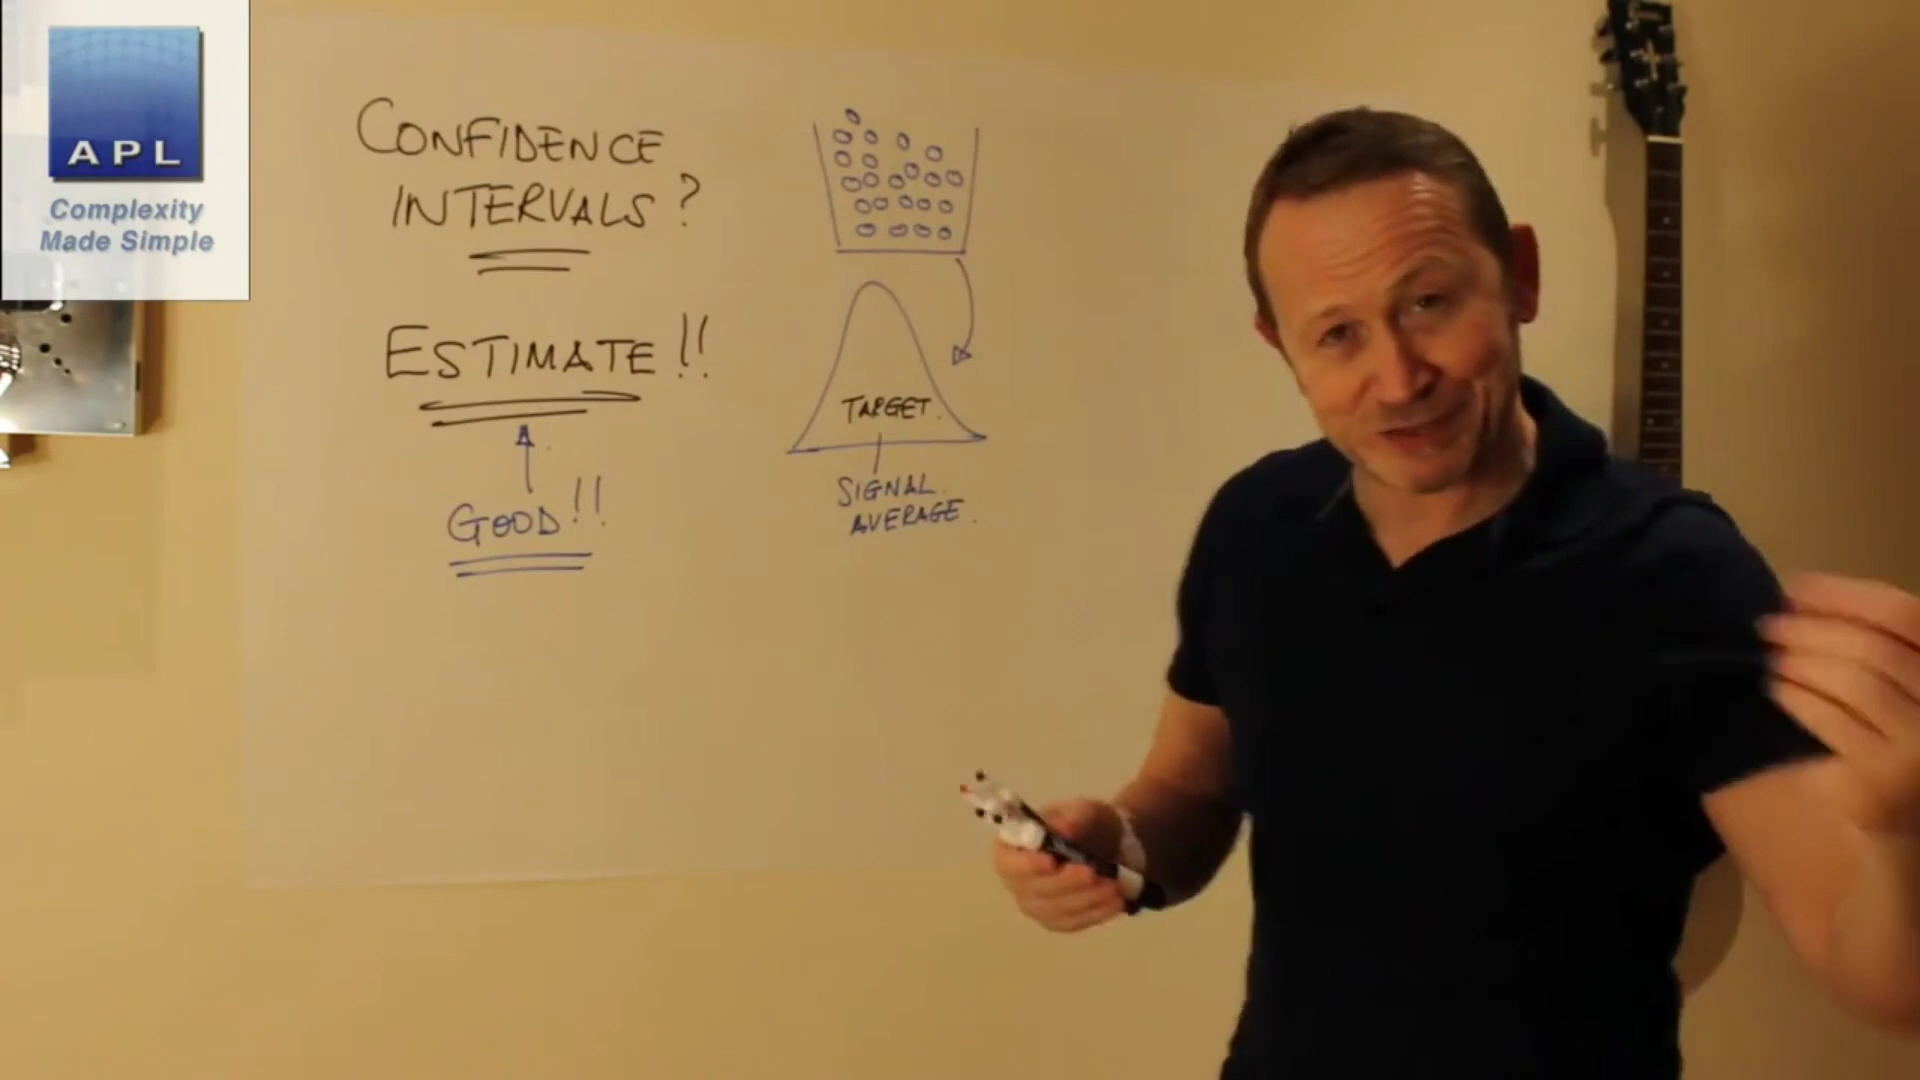 APL
Complexity
Made Simple
CONFIDENCE
INTERVALS?
ESTIMATE!!
GOOD!!
TARGET.
SIGNAL.
AVERAGE.